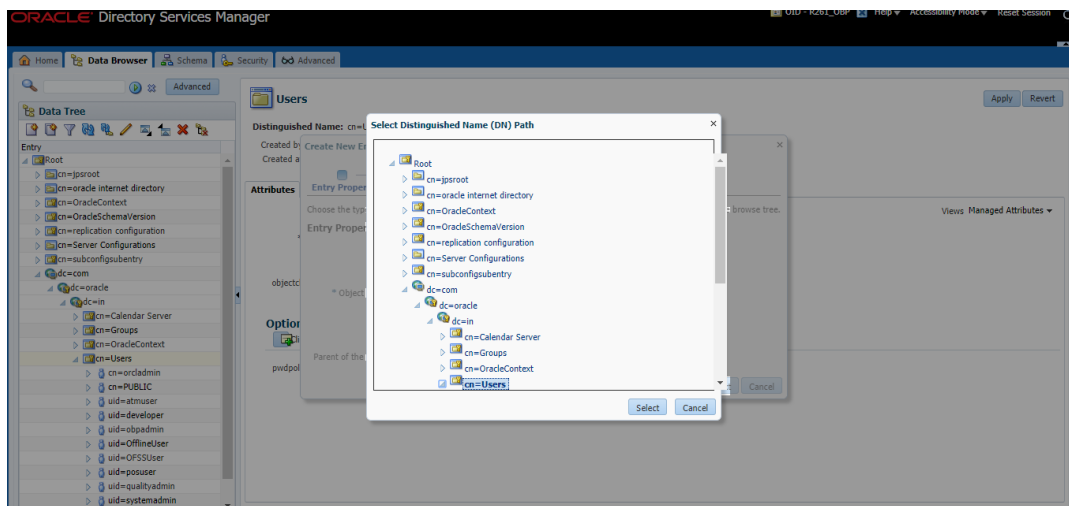 ORACLE Directory Services Manager
OID - R261_OBP Help Accessibility Mode Reset Session
Home Data Browser Schema Security Advanced
Advanced
Data Tree
Entry
Root
cn=jpsroot
cn=oracle internet directory
cn=OracleContext
cn=OracleSchemaVersion
cn=replication configuration
cn=Server Configurations
cn=subconfigsubentry
dc=com
dc=oracle
dc=in
cn=Calendar Server
cn=Groups
cn=OracleContext
cn=Users
cn=orcladmin
cn=PUBLIC
uid=atmuser
uid=developer
uid=obpadmin
uid=OfflineUser
uid=OFSSUser
uid=posuser
uid=qualityadmin
uid=systemadmin
Users
Apply Revert
Distinguished Name: cn=U
Created by
Created a
Attributes
Views Managed Attributes
objectc
Option
pwdpol
Create New En
Entry Proper
Choose the typ
browse tree.
Entry Proper
* Object
Parent of the
Cancel
Select Distinguished Name (DN) Path
Root
cn=jpsroot
cn=oracle internet directory
cn=OracleContext
cn=OracleSchemaVersion
cn=replication configuration
cn=Server Configurations
cn=subconfigsubentry
dc=com
dc=oracle
dc=in
cn=Calendar Server
cn=Groups
cn=OracleContext
cn=Users
Select Cancel